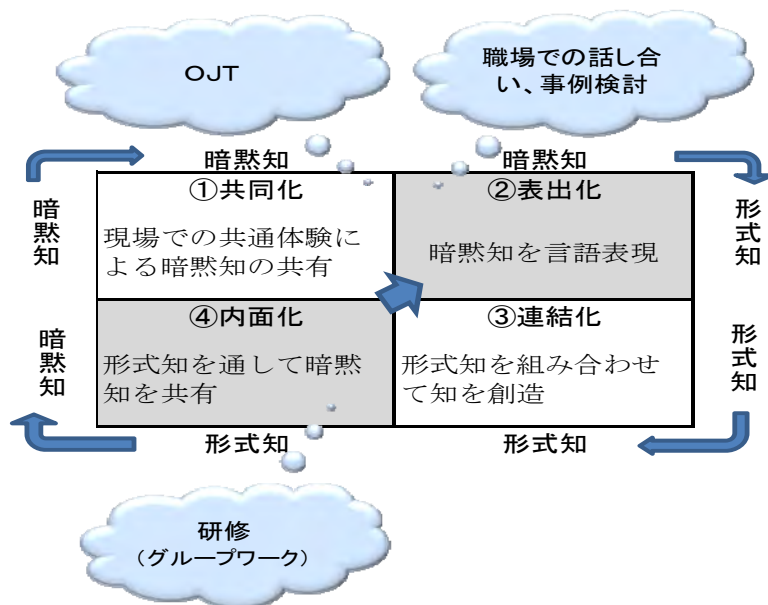 OJT
職場での話し合
い、事例検討
暗黙知
暗黙知
暗黙知
①共同化
現場での共通体験に
よる暗黙知の共有
②表出化
暗黙知を言語表現
形式知
暗黙知
④内面化
形式知を通して暗黙
知を共有
③連結化
形式知を組み合わせ
て知を創造
形式知
形式知
形式知
研修
(グループワーク)